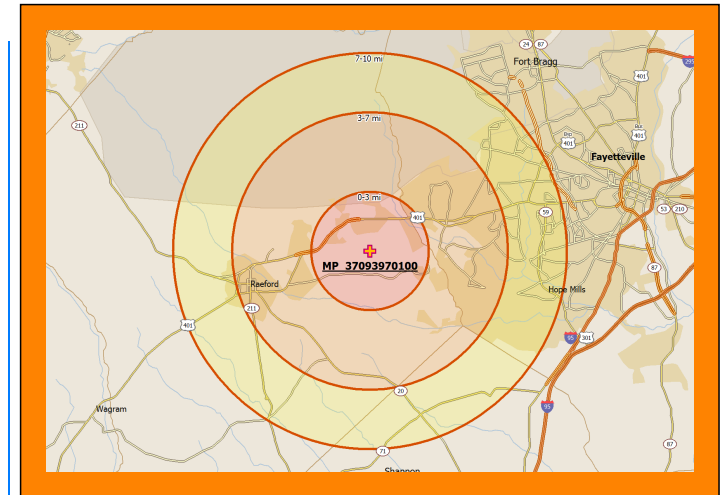 7-10 mi
3-7 mi
0-3 mi
MP 37093970100
24
87
Fort Bragg
295
401
Bus
401
Bus
401
Fayetteville
211
401
59
53
210
87
Raeford
211
Hope Mills
401
95
301
20
95
Wagram
71
87
Shannon